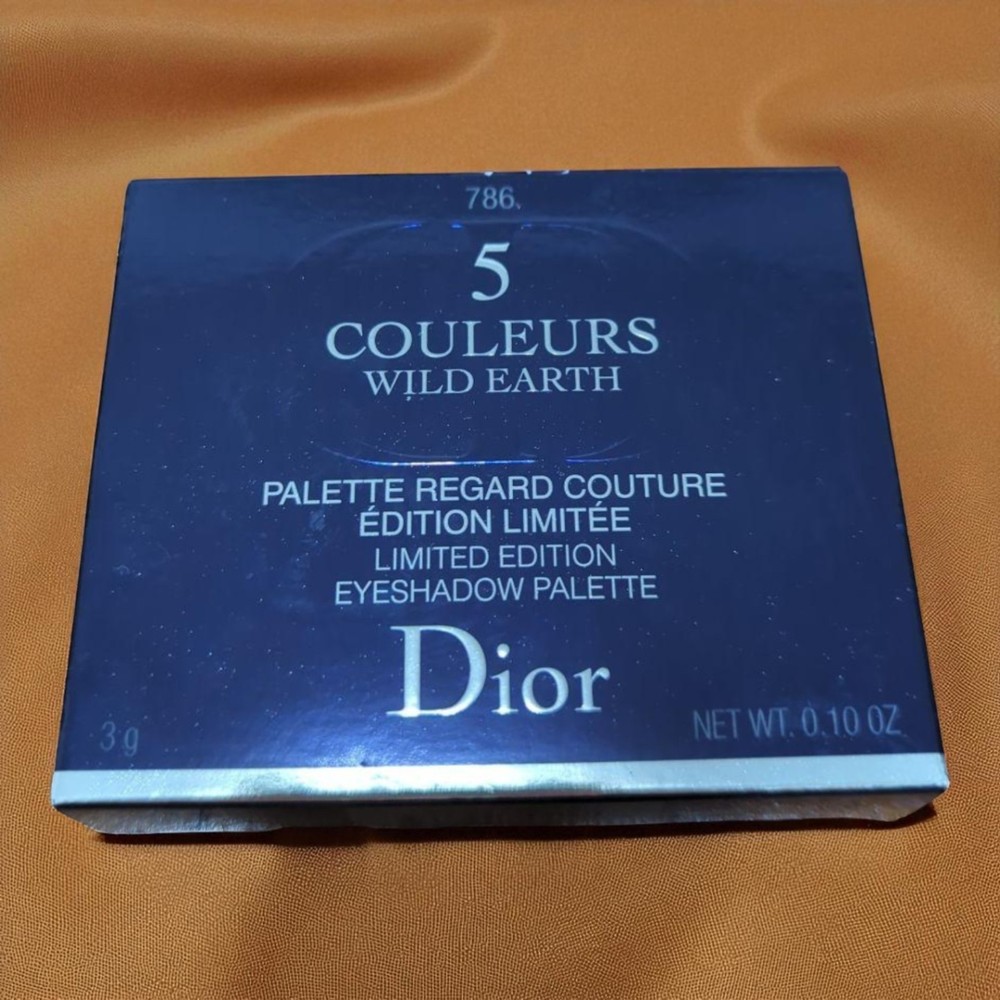 786
5
COULEURS
WILD EARTH
PALETTE REGARD COUTURE
ÉDITION LIMITÉE
LIMITED EDITION
EYESHADOW PALETTE
Dior
3 g
NET WT. 0.10 OZ.